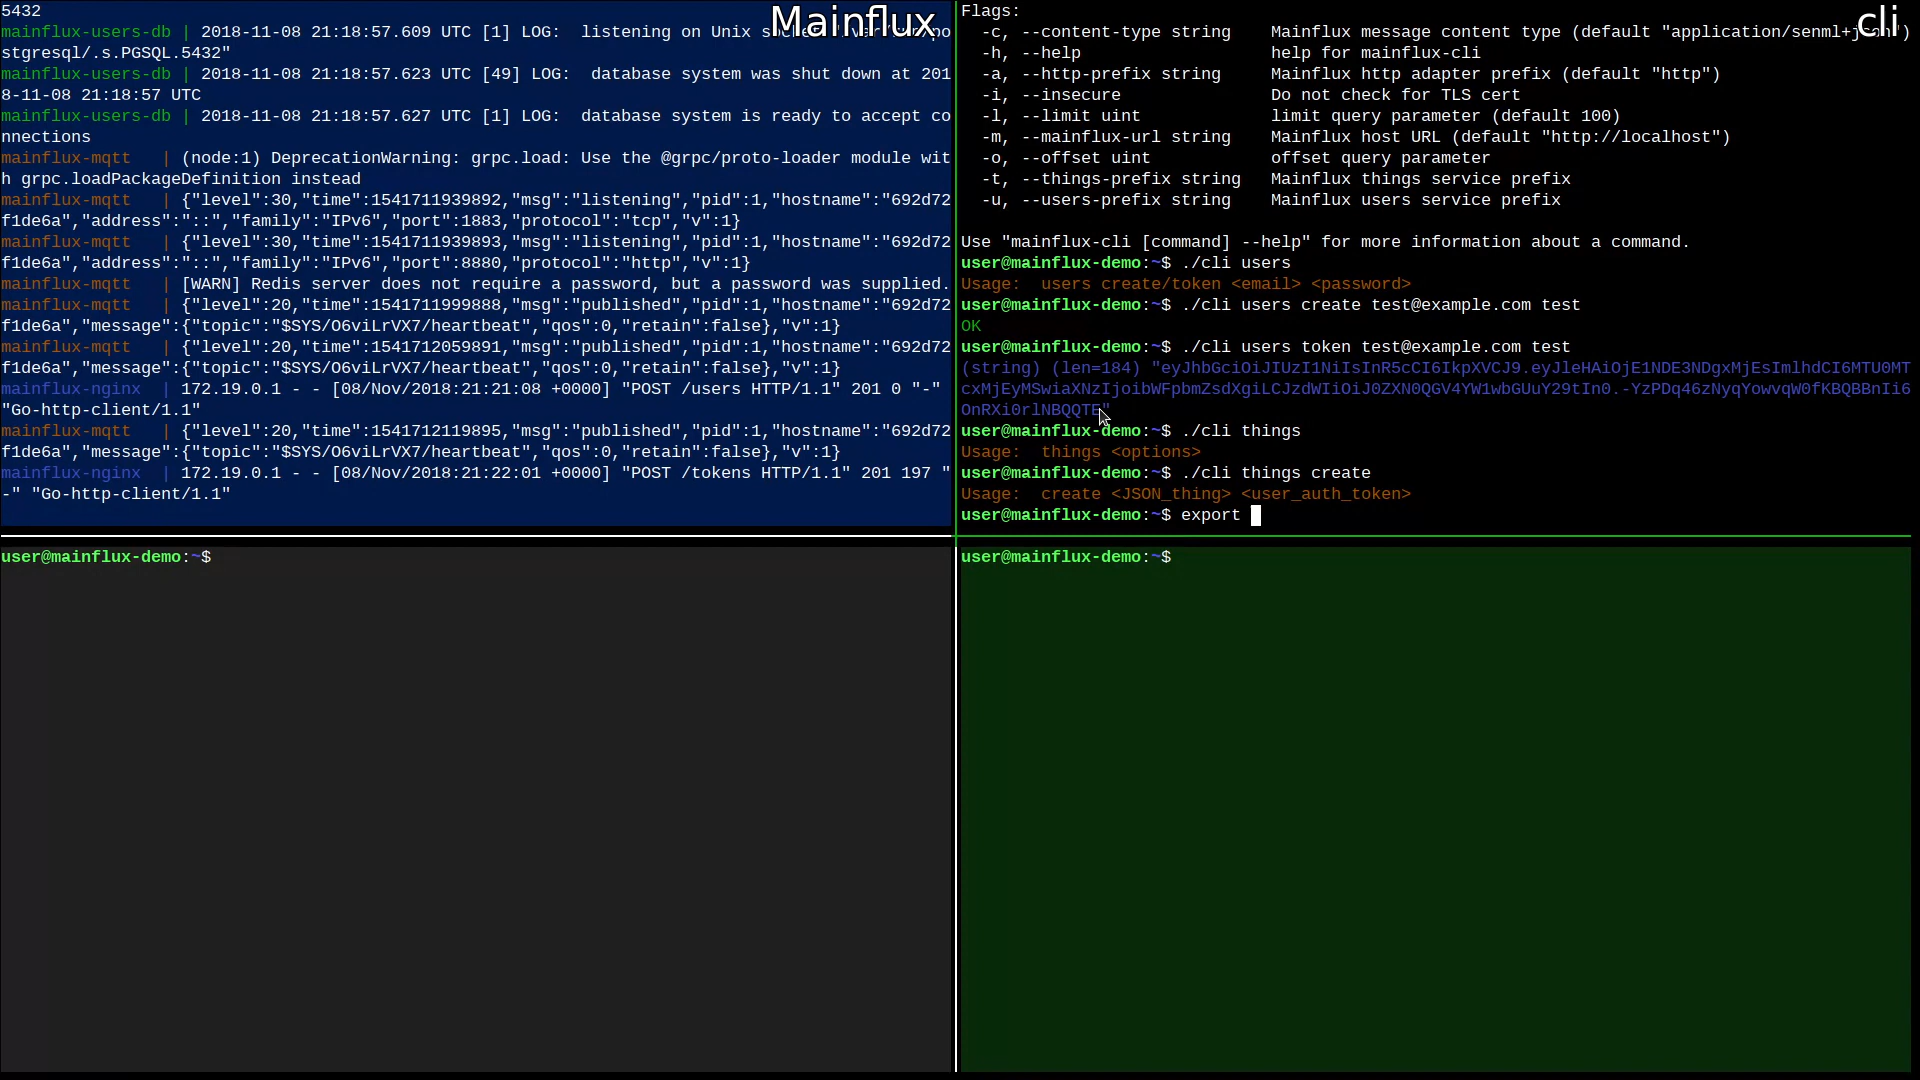 5432
Mainflux
mainflux-users-db | 2018-11-08 21:18:57.609 UTC [1] LOG:  listening on Unix
stgresql/.s.PGSQL.5432"
mainflux-users-db | 2018-11-08 21:18:57.623 UTC [49] LOG:  database system was shut down at 201
8-11-08 21:18:57 UTC
mainflux-users-db | 2018-11-08 21:18:57.627 UTC [1] LOG:  database system is ready to accept co
nnections
mainflux-mqtt   | (node:1) DeprecationWarning: grpc.load: Use the @grpc/proto-loader module wit
h grpc.loadPackageDefinition instead
mainflux-mqtt   | {"level":30,"time":1541711939892,"msg":"listening","pid":1,"hostname":"692d72
f1de6a","address":"::","family":"IPv6","port":1883,"protocol":"tcp","v":1}
mainflux-mqtt   | {"level":30,"time":1541711939893,"msg":"listening","pid":1,"hostname":"692d72
f1de6a","address":"::","family":"IPv6","port":8880,"protocol":"http","v":1}
mainflux-mqtt   | [WARN] Redis server does not require a password, but a password was supplied.
mainflux-mqtt   | {"level":20,"time":1541711999888,"msg":"published","pid":1,"hostname":"692d72
f1de6a","message":{"topic":"$SYS/O6viLrVX7/heartbeat","qos":0,"retain":false},"v":1}
mainflux-mqtt   | {"level":20,"time":1541712059891,"msg":"published","pid":1,"hostname":"692d72
f1de6a","message":{"topic":"$SYS/O6viLrVX7/heartbeat","qos":0,"retain":false},"v":1}
mainflux-nginx  | 172.19.0.1 - - [08/Nov/2018:21:21:08 +0000] "POST /users HTTP/1.1" 201 0 "-"
"Go-http-client/1.1"
mainflux-mqtt   | {"level":20,"time":1541712119895,"msg":"published","pid":1,"hostname":"692d72
f1de6a","message":{"topic":"$SYS/O6viLrVX7/heartbeat","qos":0,"retain":false},"v":1}
mainflux-nginx  | 172.19.0.1 - - [08/Nov/2018:21:22:01 +0000] "POST /tokens HTTP/1.1" 201 197 "
-" "Go-http-client/1.1"
Flags:
cli
-c, --content-type string    Mainflux message content type (default "application/senml+json")
-h, --help                   help for mainflux-cli
-a, --http-prefix string     Mainflux http adapter prefix (default "http")
-i, --insecure               Do not check for TLS cert
-l, --limit uint             limit query parameter (default 100)
-m, --mainflux-url string    Mainflux host URL (default "http://localhost")
-o, --offset uint            offset query parameter
-t, --things-prefix string   Mainflux things service prefix
-u, --users-prefix string    Mainflux users service prefix
Use "mainflux-cli [command] --help" for more information about a command.
user@mainflux-demo:~$ ./cli users
Usage:  users create/token <email> <password>
user@mainflux-demo:~$ ./cli users create test@example.com test
OK
user@mainflux-demo:~$ ./cli users token test@example.com test
(string) (len=184) "eyJhbGciOiJIUzI1NiIsInR5cCI6IkpXVCJ9.eyJleHAiOjE1NDE3NDgxMjEsImlhdCI6MTU0MT
cxMjEyMSwiaXNzIjoibWFpbmZsdXgiLCJzdWIiOiJ0ZXN0QGV4YW1wbGUuY29tIn0.-YzPDq46zNyqYowvqW0fKBQBBnIi6
OnRXi0rlNBQQTE"
user@mainflux-demo:~$ ./cli things
Usage:  things <options>
user@mainflux-demo:~$ ./cli things create
Usage:  create <JSON_thing> <user_auth_token>
user@mainflux-demo:~$ export
user@mainflux-demo:~$
user@mainflux-demo:~$